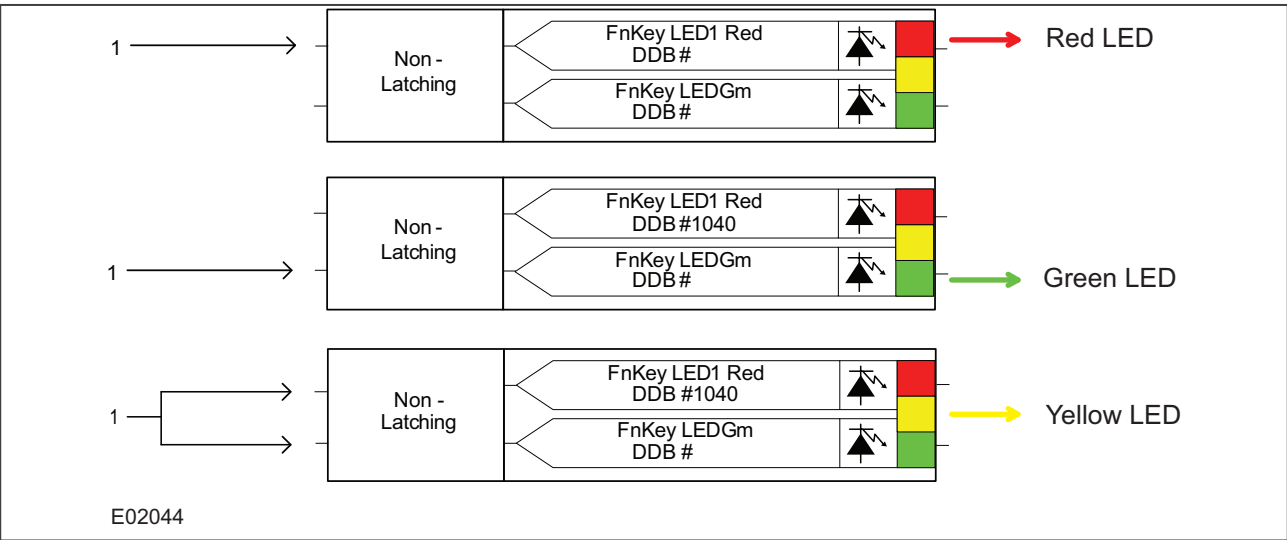 1
Non -
Latching
FnKey LED1 Red
DDB #
FnKey LEDGrn
DDB #
Red LED
1
Non -
Latching
FnKey LED1 Red
DDB #1040
FnKey LEDGrn
DDB #
Green LED
1
Non -
Latching
FnKey LED1 Red
DDB #1040
FnKey LEDGrn
DDB #
Yellow LED
E02044